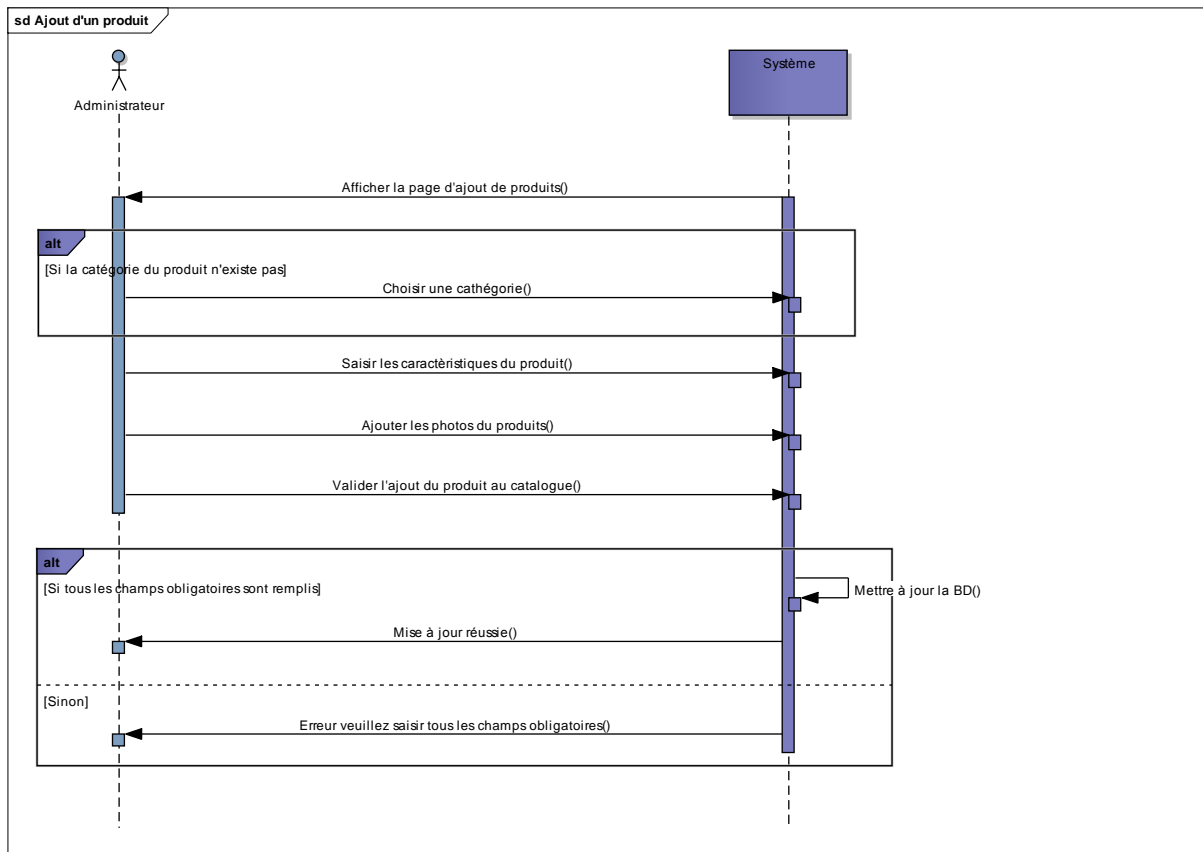 sd Ajout d'un produit
Système
Administrateur
Afficher la page d'ajout de produits()
alt
[Si la catégorie du produit n'existe pas]
Choisir une cathégorie()
Saisir les caractèristiques du produit()
Ajouter les photos du produits()
Valider l'ajout du produit au catalogue()
alt
[Si tous les champs obligatoires sont remplis]
Mettre à jour la BD()
Mise à jour réussie()
[Sinon]
Erreur veuillez saisir tous les champs obligatoires()